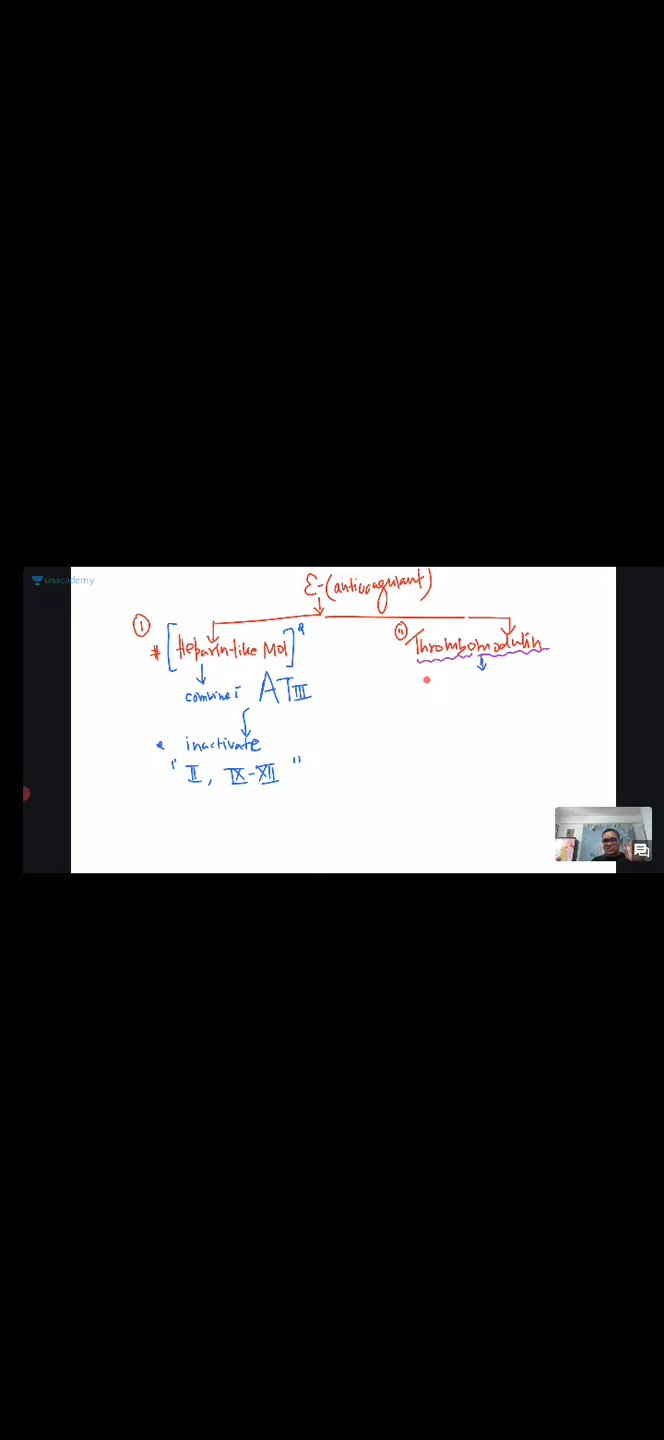 unacademy
Ɛ-(anticoagulant)
①
# [Heparin-like Mol]*
② Thrombomodulin
combine ī AT III
* inactivate
" II, IX-XII "